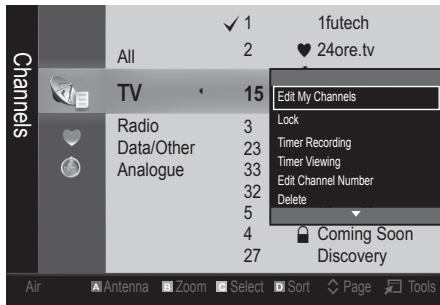 Channels
All
TV
Radio
Data/Other
Analogue
✓ 1 1futech
2 ♥ 24ore.tv
15
3
23
33
32
5
4 Coming Soon
27 Discovery
Edit My Channels
Lock
Timer Recording
Timer Viewing
Edit Channel Number
Delete
Air A Antenna B Zoom C Select D Sort Page Tools